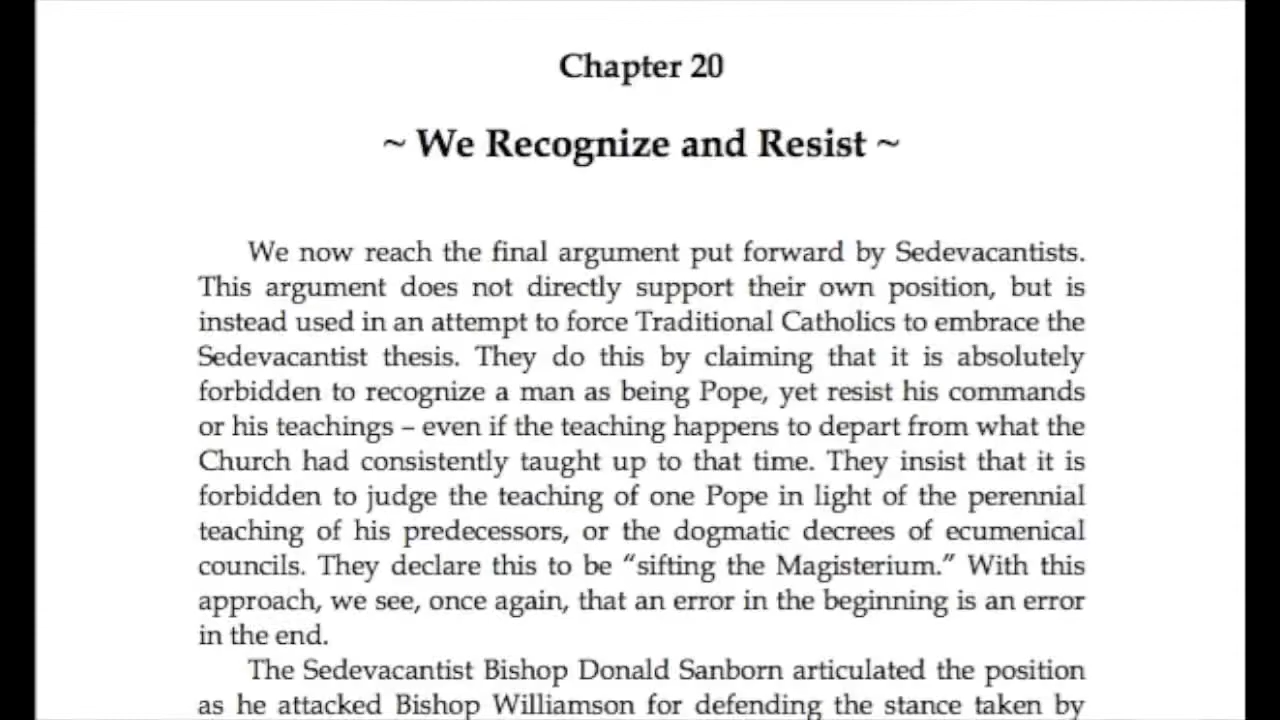 Chapter 20
~ We Recognize and Resist ~
We now reach the final argument put forward by Sedevacantists.
This argument does not directly support their own position, but is
instead used in an attempt to force Traditional Catholics to embrace the
Sedevacantist thesis. They do this by claiming that it is absolutely
forbidden to recognize a man as being Pope, yet resist his commands
or his teachings – even if the teaching happens to depart from what the
Church had consistently taught up to that time. They insist that it is
forbidden to judge the teaching of one Pope in light of the perennial
teaching of his predecessors, or the dogmatic decrees of ecumenical
councils. They declare this to be “sifting the Magisterium.” With this
approach, we see, once again, that an error in the beginning is an error
in the end.
The Sedevacantist Bishop Donald Sanborn articulated the position
as he attacked Bishop Williamson for defending the stance taken by